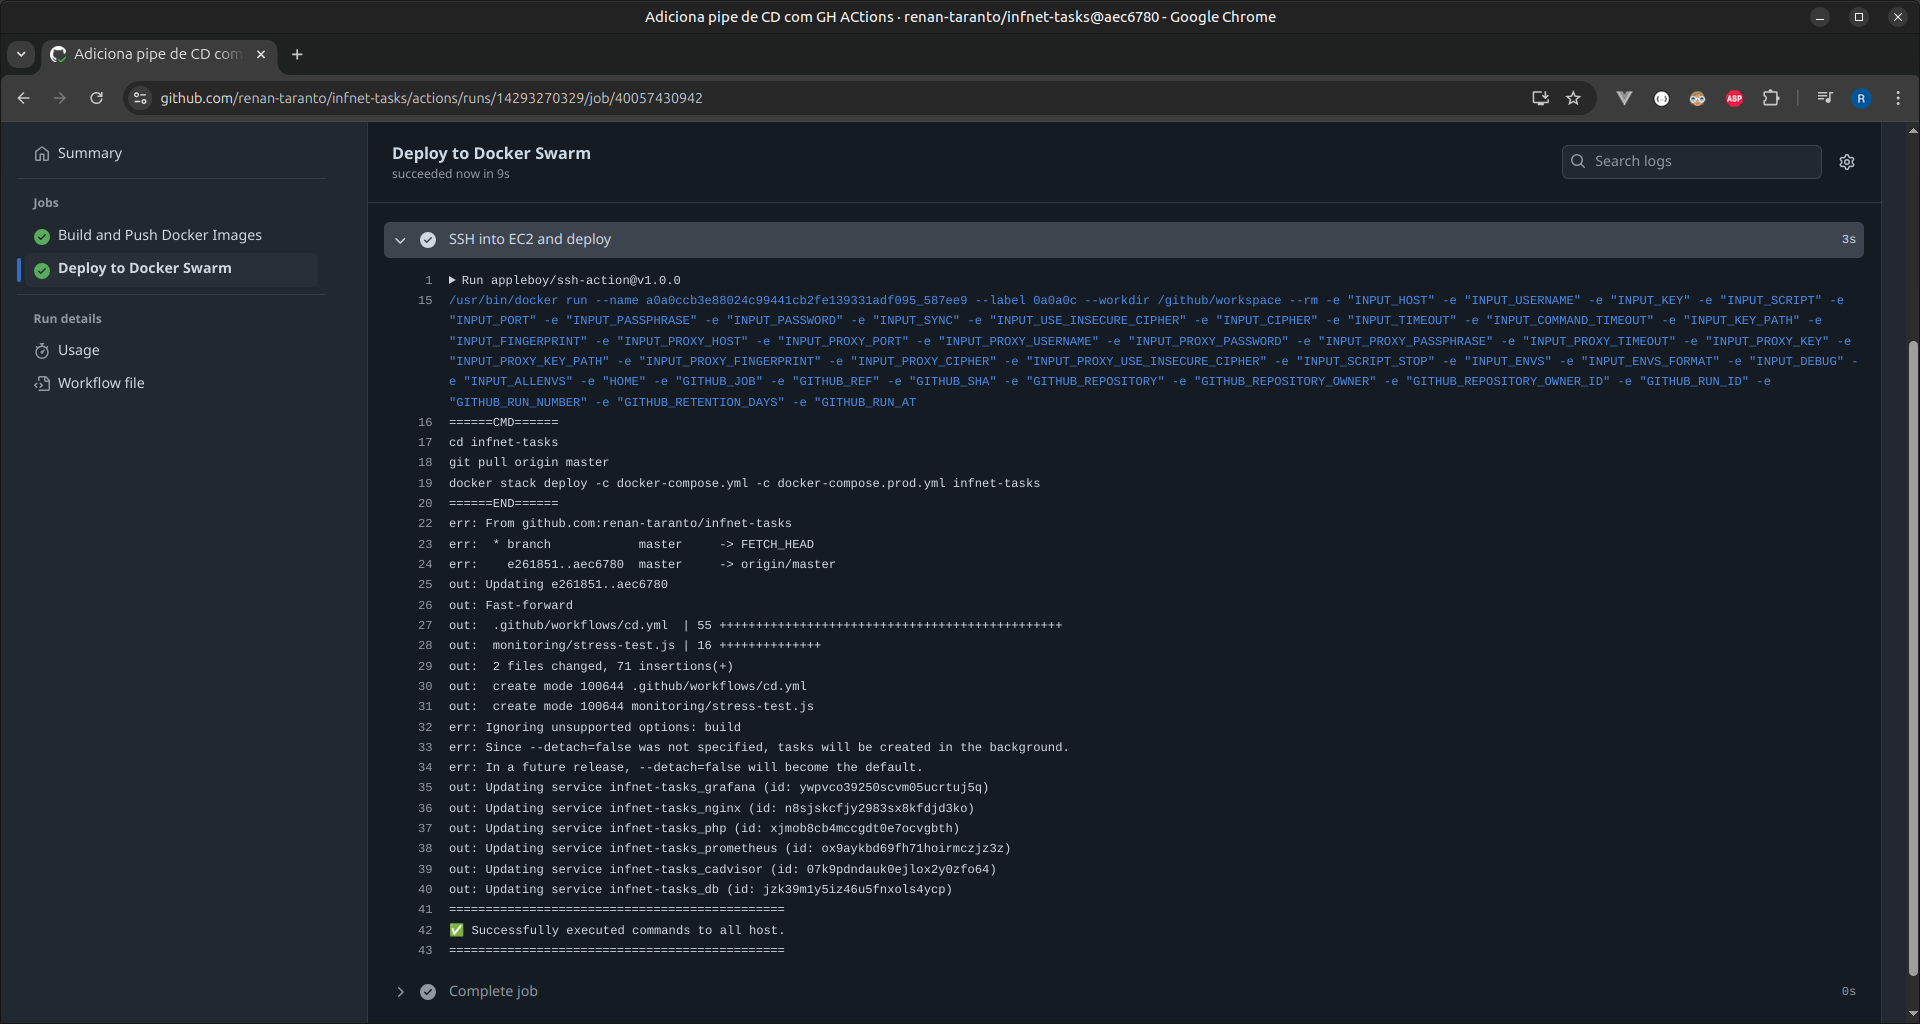 Adiciona pipe de CD com GH ACtions · renan-taranto/infnet-tasks@aec6780 - Google Chrome
Adiciona pipe de CD com
github.com/renan-taranto/infnet-tasks/actions/runs/14293270329/job/40057430942
ABP
R
Summary
Jobs
Build and Push Docker Images
Deploy to Docker Swarm
Run details
Usage
Workflow file
Deploy to Docker Swarm
succeeded now in 9s
Search logs
SSH into EC2 and deploy
3s
1 Run appleboy/ssh-action@v1.0.0
15 /usr/bin/docker run --name a0a0ccb3e88024c99441cb2fe139331adf095_587ee9 --label 0a0a0c --workdir /github/workspace --rm -e "INPUT_HOST" -e "INPUT_USERNAME" -e "INPUT_KEY" -e "INPUT_SCRIPT" -e
"INPUT_PORT" -e "INPUT_PASSPHRASE" -e "INPUT_PASSWORD" -e "INPUT_SYNC" -e "INPUT_USE_INSECURE_CIPHER" -e "INPUT_CIPHER" -e "INPUT_TIMEOUT" -e "INPUT_COMMAND_TIMEOUT" -e "INPUT_KEY_PATH" -e
"INPUT_FINGERPRINT" -e "INPUT_PROXY_HOST" -e "INPUT_PROXY_PORT" -e "INPUT_PROXY_USERNAME" -e "INPUT_PROXY_PASSWORD" -e "INPUT_PROXY_PASSPHRASE" -e "INPUT_PROXY_TIMEOUT" -e "INPUT_PROXY_KEY" -e
"INPUT_PROXY_KEY_PATH" -e "INPUT_PROXY_FINGERPRINT" -e "INPUT_PROXY_CIPHER" -e "INPUT_PROXY_USE_INSECURE_CIPHER" -e "INPUT_SCRIPT_STOP" -e "INPUT_ENVS" -e "INPUT_ENVS_FORMAT" -e "INPUT_DEBUG" -
e "INPUT_ALLENVS" -e "HOME" -e "GITHUB_JOB" -e "GITHUB_REF" -e "GITHUB_SHA" -e "GITHUB_REPOSITORY" -e "GITHUB_REPOSITORY_OWNER" -e "GITHUB_REPOSITORY_OWNER_ID" -e "GITHUB_RUN_ID" -e
"GITHUB_RUN_NUMBER" -e "GITHUB_RETENTION_DAYS" -e "GITHUB_RUN_AT
16 ======CMD======
17 cd infnet-tasks
18 git pull origin master
19 docker stack deploy -c docker-compose.yml -c docker-compose.prod.yml infnet-tasks
20 ======END======
22 err: From github.com:renan-taranto/infnet-tasks
23 err:  * branch            master     -> FETCH_HEAD
24 err:    e261851..aec6780  master     -> origin/master
25 out: Updating e261851..aec6780
26 out: Fast-forward
27 out:  .github/workflows/cd.yml  | 55 +++++++++++++++++++++++++++++++++++++++++++++++
28 out:  monitoring/stress-test.js | 16 ++++++++++++++
29 out:  2 files changed, 71 insertions(+)
30 out:  create mode 100644 .github/workflows/cd.yml
31 out:  create mode 100644 monitoring/stress-test.js
32 err: Ignoring unsupported options: build
33 err: Since --detach=false was not specified, tasks will be created in the background.
34 err: In a future release, --detach=false will become the default.
35 out: Updating service infnet-tasks_grafana (id: ywpvco39250scvm05ucrtuj5q)
36 out: Updating service infnet-tasks_nginx (id: n8sjskcfjy2983sx8kfdjd3ko)
37 out: Updating service infnet-tasks_php (id: xjmob8cb4mccgdt0e7ocvgbth)
38 out: Updating service infnet-tasks_prometheus (id: ox9aykbd69fh71hoirmczjz3z)
39 out: Updating service infnet-tasks_cadvisor (id: 07k9pdndauk0ejlox2y0zfo64)
40 out: Updating service infnet-tasks_db (id: jzk39m1y5iz46u5fnxols4ycp)
41 ==============================================
42 ✅ Successfully executed commands to all host.
43 ==============================================
Complete job
0s